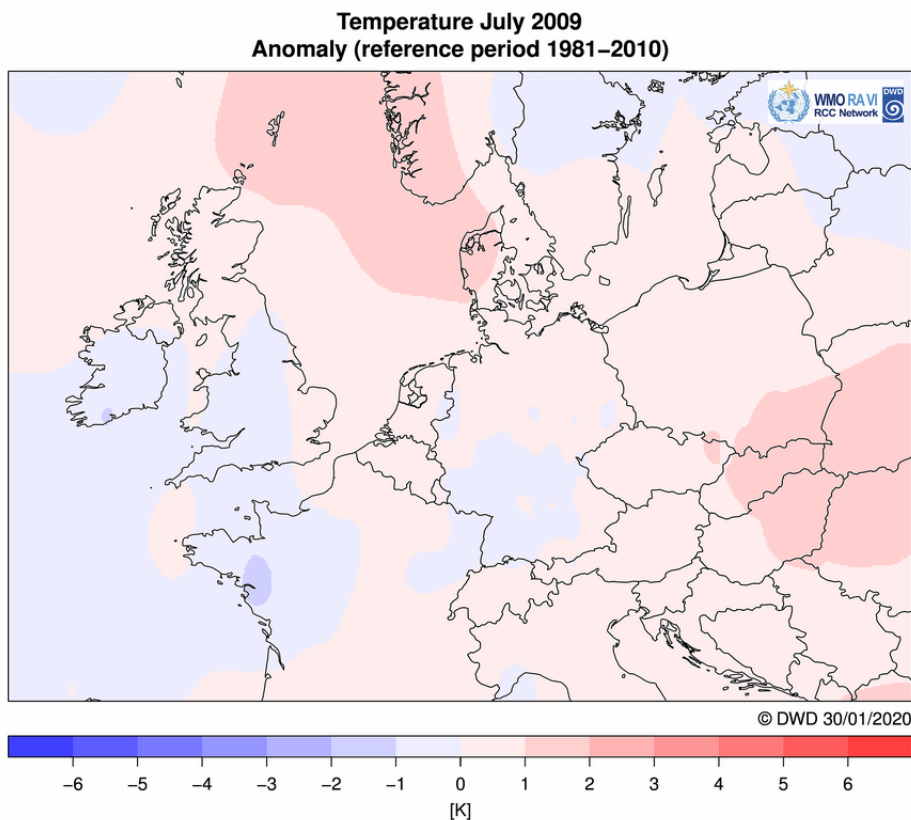 Temperature July 2009
Anomaly (reference period 1981−2010)
WMO RA VI
RCC Network
DWD
© DWD 30/01/2020
−6 −5 −4 −3 −2 −1 0 1 2 3 4 5 6
[K]